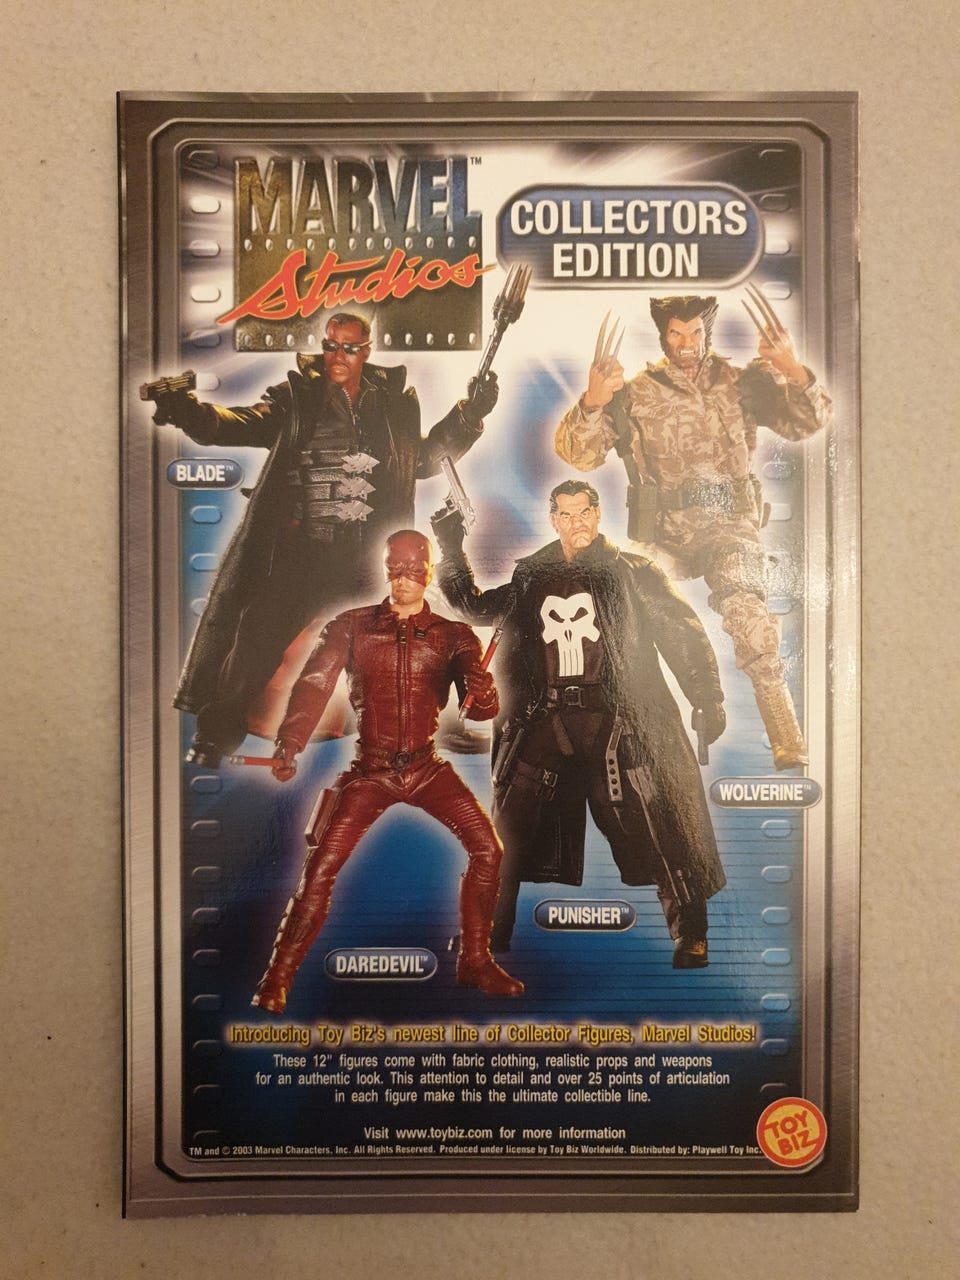 MARVEL™
Studios
COLLECTORS
EDITION
BLADE™
WOLVERINE™
PUNISHER™
DAREDEVIL™
Introducing Toy Biz's newest line of Collector Figures, Marvel Studios!
These 12" figures come with fabric clothing, realistic props and weapons
for an authentic look. This attention to detail and over 25 points of articulation
in each figure make this the ultimate collectible line.
Visit www.toybiz.com for more information
TM and © 2003 Marvel Characters, Inc. All Rights Reserved. Produced under license by Toy Biz Worldwide. Distributed by: Playwell Toy Inc.
TOY
BIZ